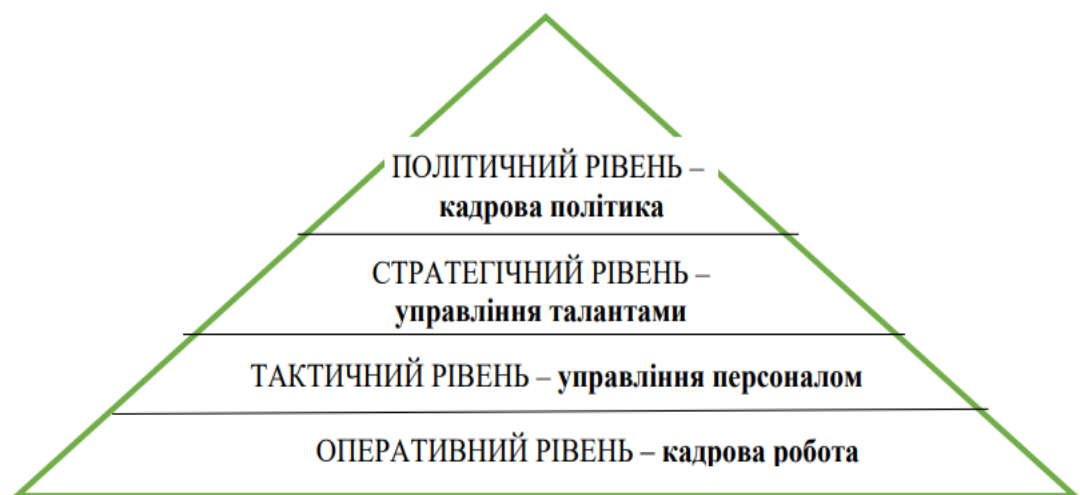 ПОЛІТИЧНИЙ РІВЕНЬ –
кадрова політика
СТРАТЕГІЧНИЙ РІВЕНЬ –
управління талантами
ТАКТИЧНИЙ РІВЕНЬ – управління персоналом
ОПЕРАТИВНИЙ РІВЕНЬ – кадрова робота